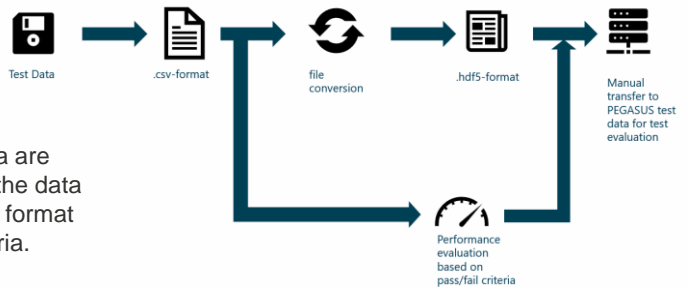 Test Data
.csv-format
file
conversion
.hdf5-format
Manual
transfer to
PEGASUS test
data for test
evaluation
a are
the data
format
ria.
Performance
evaluation
based on
pass/fail criteria